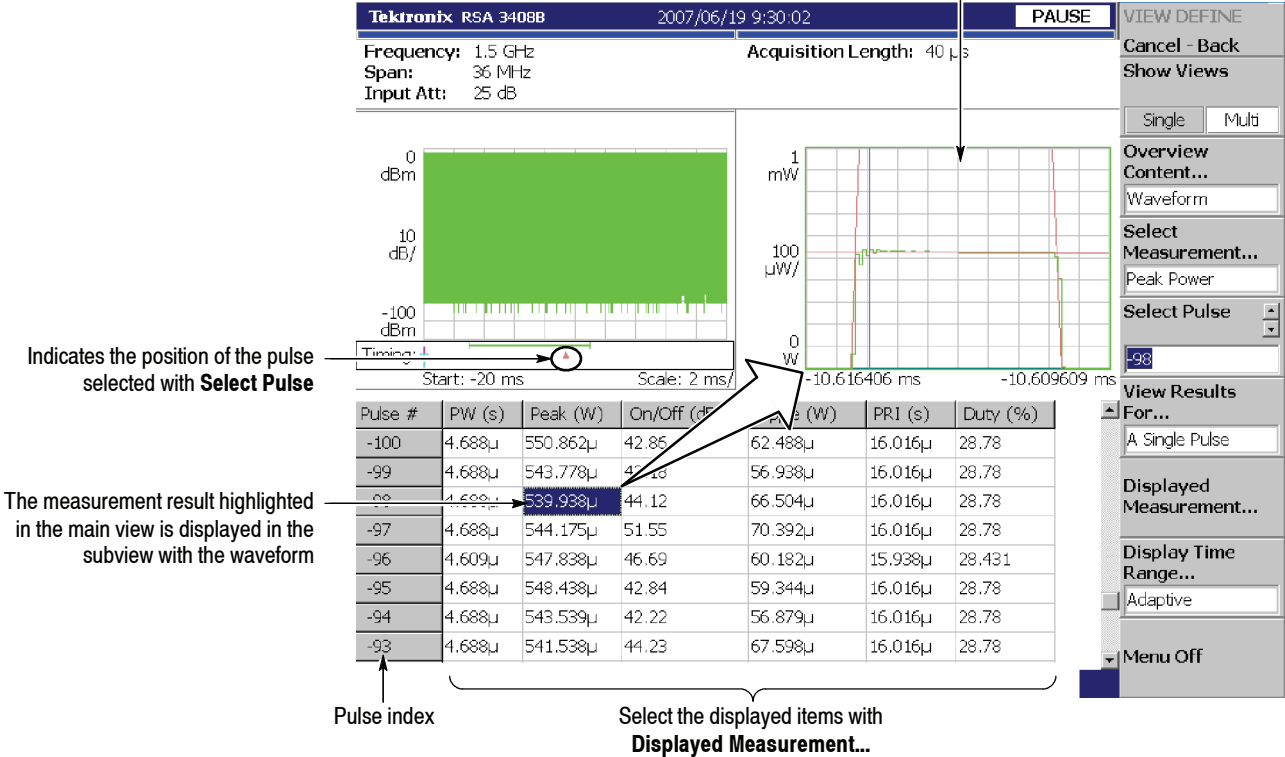 Tektronix RSA 3408B 2007/06/19 9:30:02 PAUSE
Frequency: 1.5 GHz Acquisition Length: 40 µs
Span: 36 MHz
Input Att: 25 dB
0
dBm
10
dB/
-100
dBm
Timing:
Start: -20 ms Scale: 2 ms/
1
mW
100
µW/
0
W
-10.616406 ms -10.609609 ms
Pulse # PW (s) Peak (W) On/Off (d (W) PRI (s) Duty (%)
-100 4.688µ 550.862µ 42.86 62.488µ 16.016µ 28.78
-99 4.688µ 543.778µ 43.18 56.938µ 16.016µ 28.78
-98 4.688µ 539.938µ 44.12 66.504µ 16.016µ 28.78
-97 4.688µ 544.175µ 51.55 70.392µ 16.016µ 28.78
-96 4.609µ 547.838µ 46.69 60.182µ 15.938µ 28.431
-95 4.688µ 548.438µ 42.84 59.344µ 16.016µ 28.78
-94 4.688µ 543.539µ 42.22 56.879µ 16.016µ 28.78
-93 4.688µ 541.538µ 44.23 67.598µ 16.016µ 28.78
VIEW DEFINE
Cancel - Back
Show Views
Single Multi
Overview
Content...
Waveform
Select
Measurement...
Peak Power
Select Pulse
-98
View Results
For...
A Single Pulse
Displayed
Measurement...
Display Time
Range...
Adaptive
Menu Off
Indicates the position of the pulse
selected with Select Pulse
The measurement result highlighted
in the main view is displayed in the
subview with the waveform
Pulse index
Select the displayed items with
Displayed Measurement...